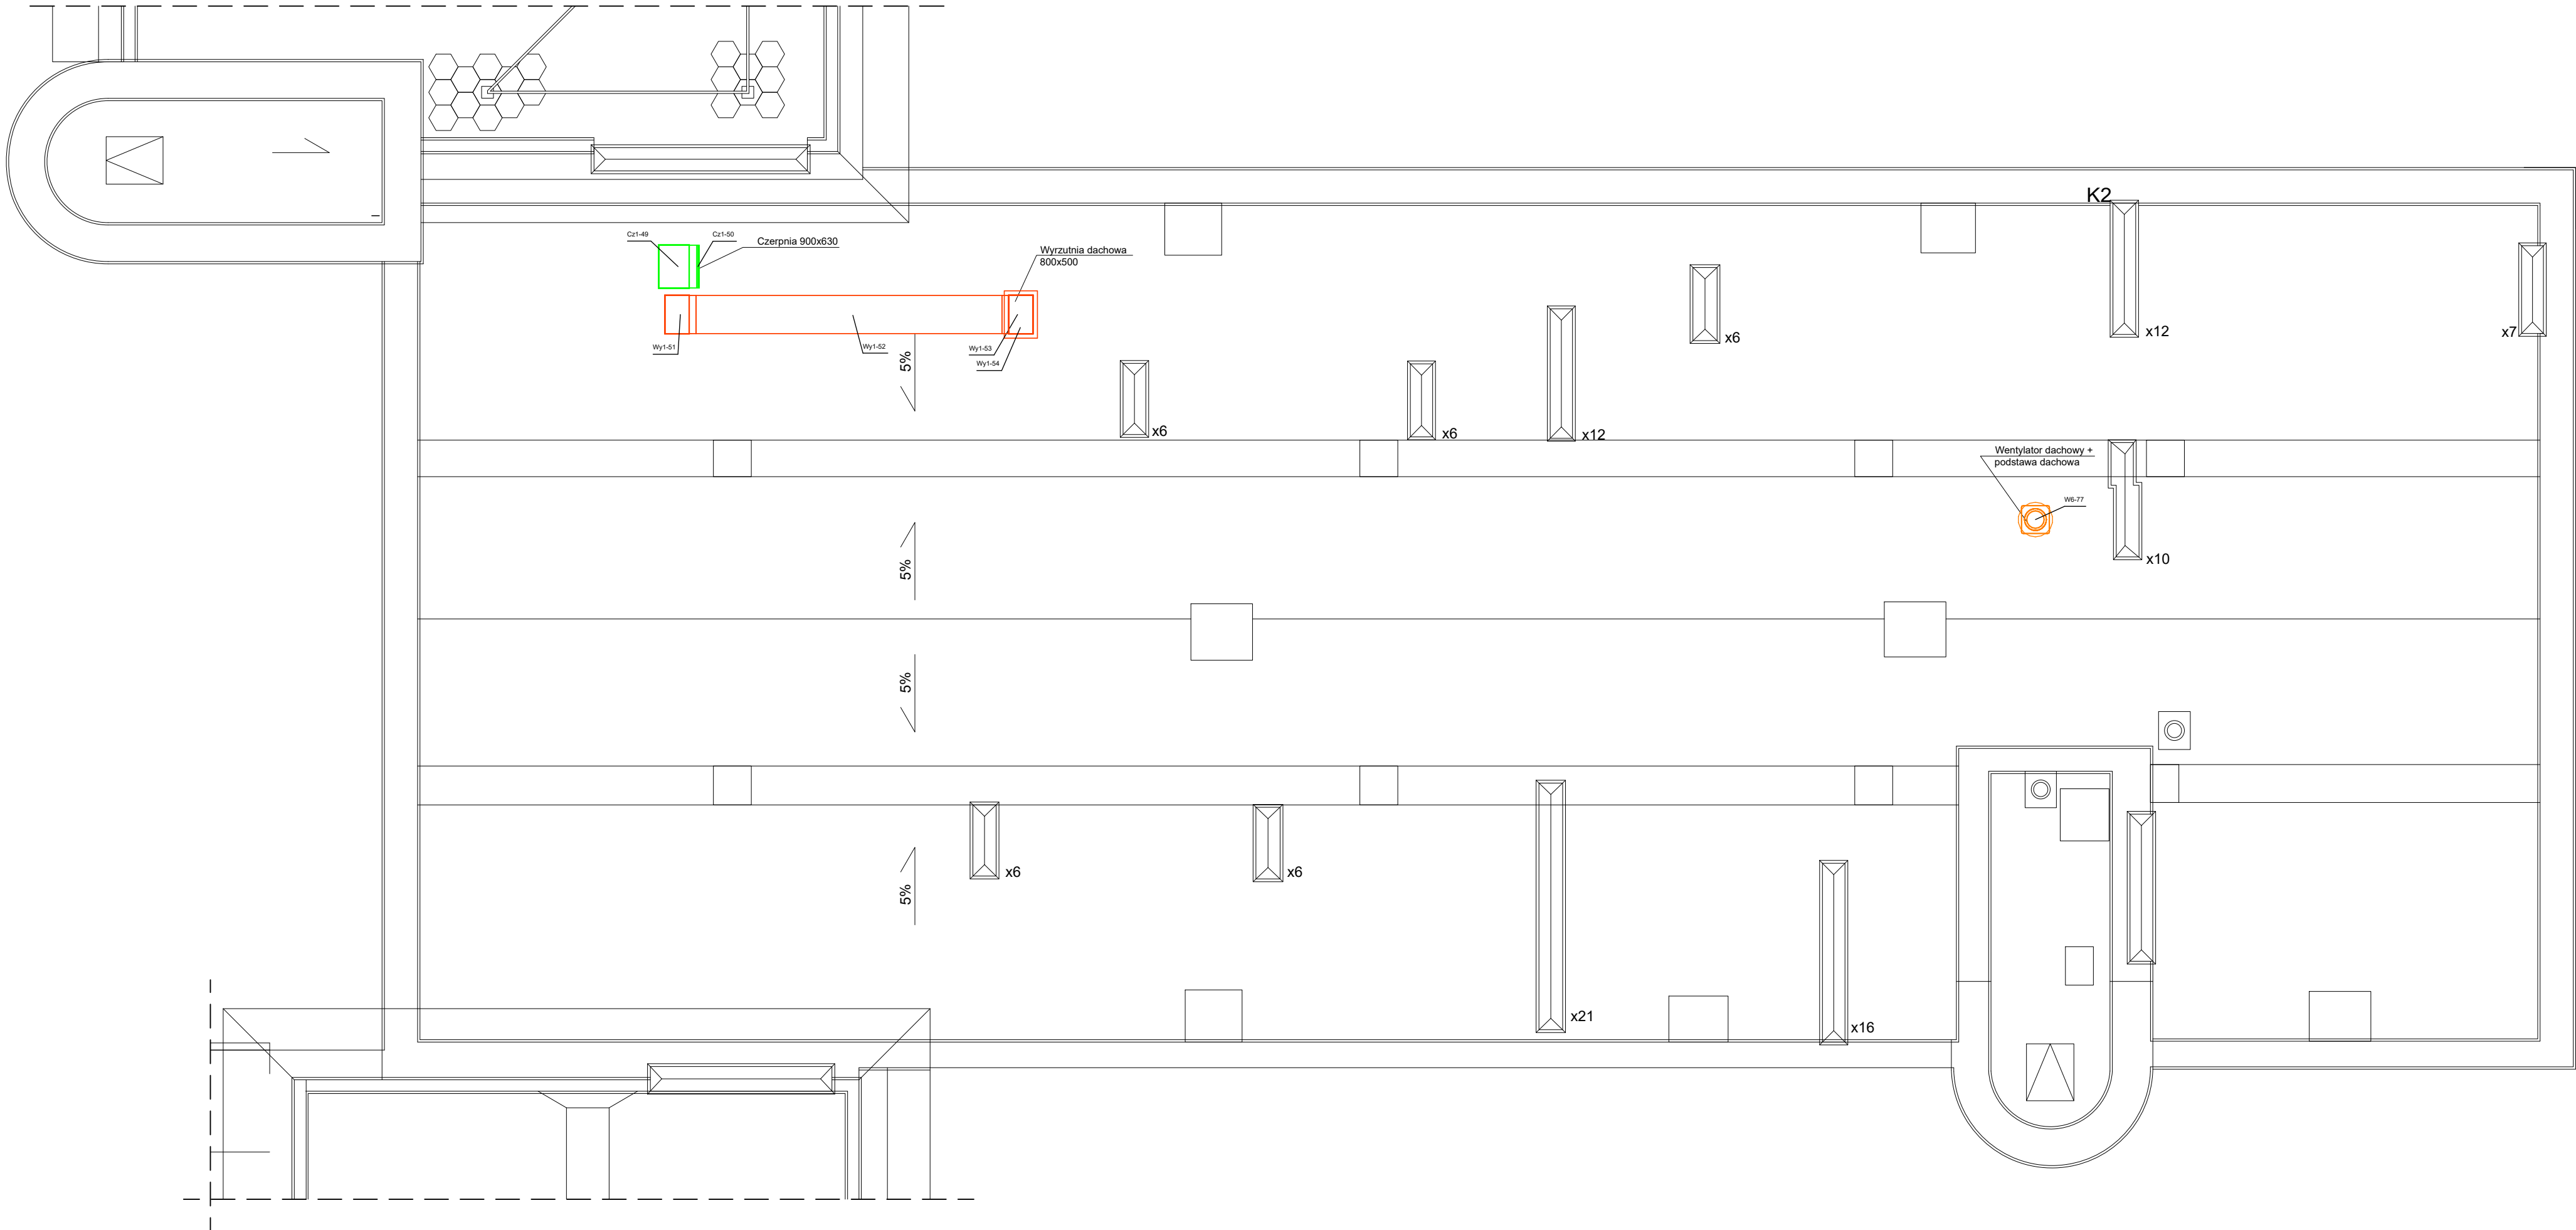 K2
Cz1-49
Cz1-50
Czerpnia 900x630
Wyrzutnia dachowa
800x500
x6
x12
x7
Wy1-51
Wy1-52
Wy1-53
Wy1-54
5%
x6
x6
x12
Wentylator dachowy +
podstawa dachowa
W6-77
x10
5%
5%
x6
x6
5%
x21
x16